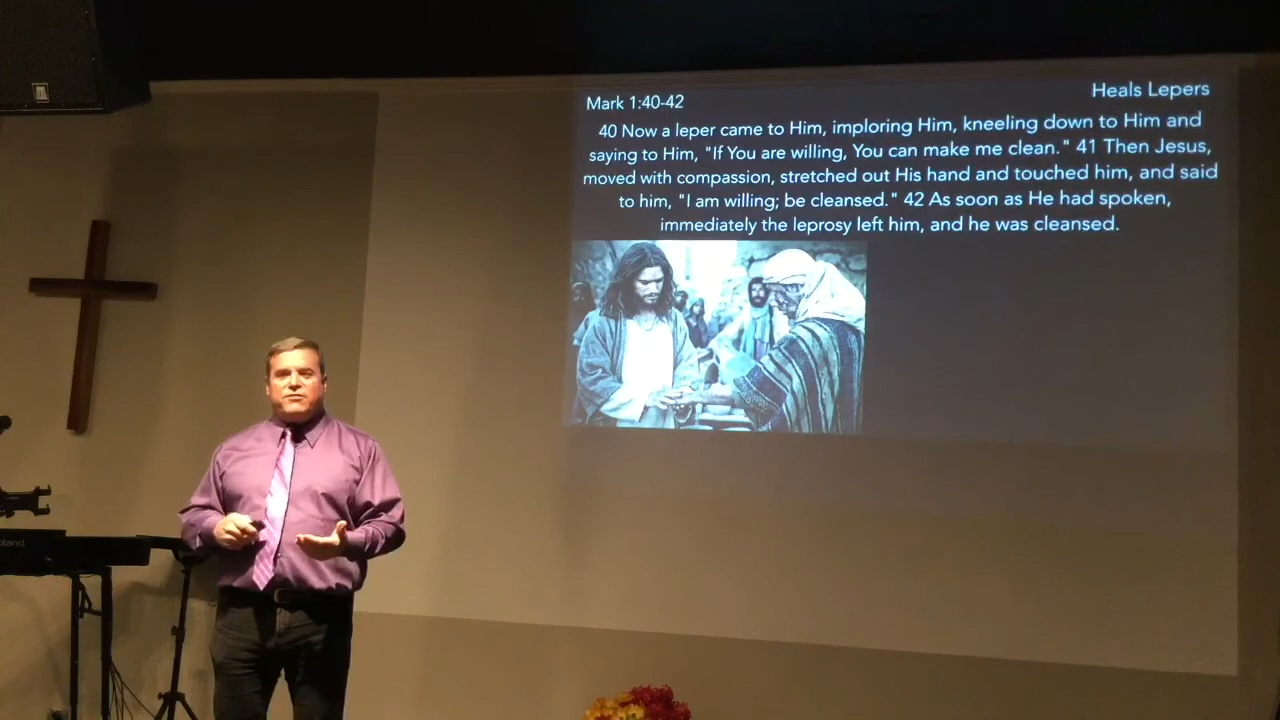 Mark 1:40-42
Heals Lepers
40 Now a leper came to Him, imploring Him, kneeling down to Him and
saying to Him, "If You are willing, You can make me clean." 41 Then Jesus,
moved with compassion, stretched out His hand and touched him, and said
to him, "I am willing; be cleansed." 42 As soon as He had spoken,
immediately the leprosy left him, and he was cleansed.